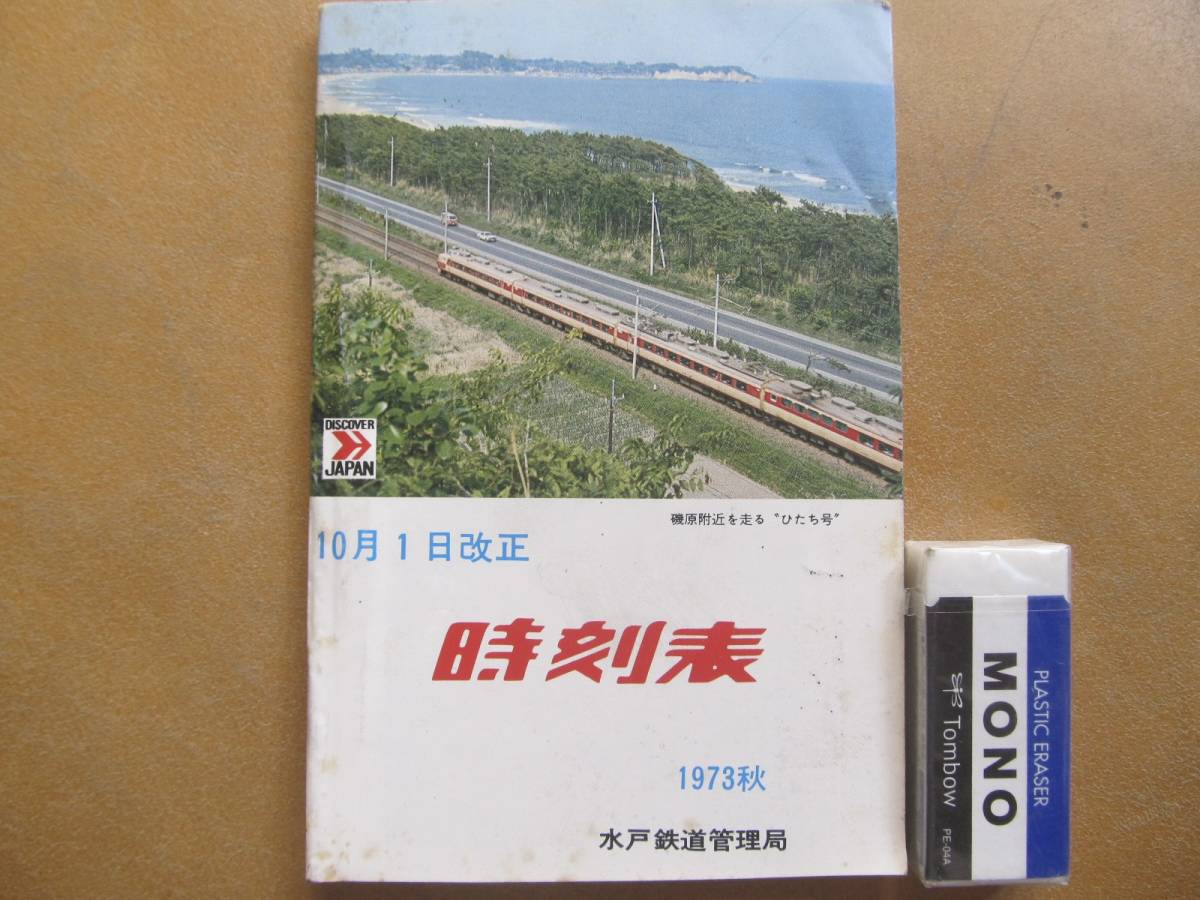 DISCOVER
JAPAN
磯原附近を走る〝ひたち号〟
10月1日改正
時刻表
1973秋
水戸鉄道管理局
PLASTIC ERASER
MONO
Tombow
PE-04A